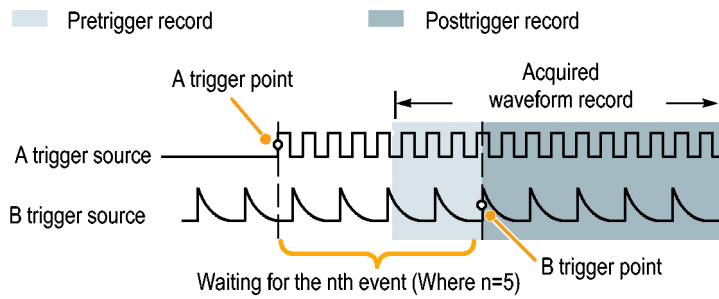 Pretrigger record
Posttrigger record
A trigger point
Acquired
waveform record
A trigger source
B trigger source
B trigger point
Waiting for the nth event (Where n=5)